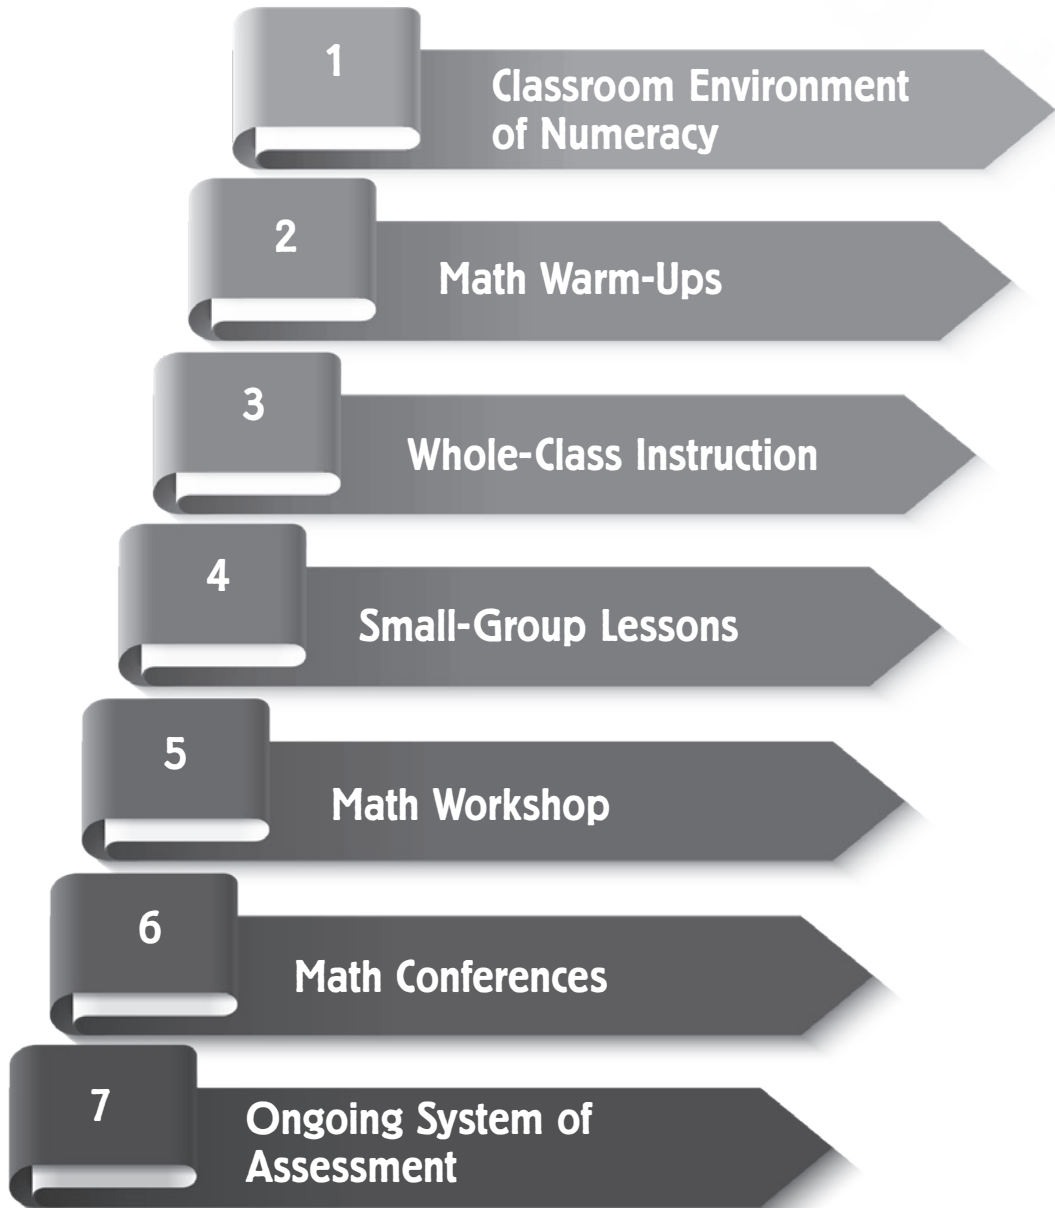 1
Classroom Environment
of Numeracy
2
Math Warm-Ups
3
Whole-Class Instruction
4
Small-Group Lessons
5
Math Workshop
6
Math Conferences
7
Ongoing System of
Assessment